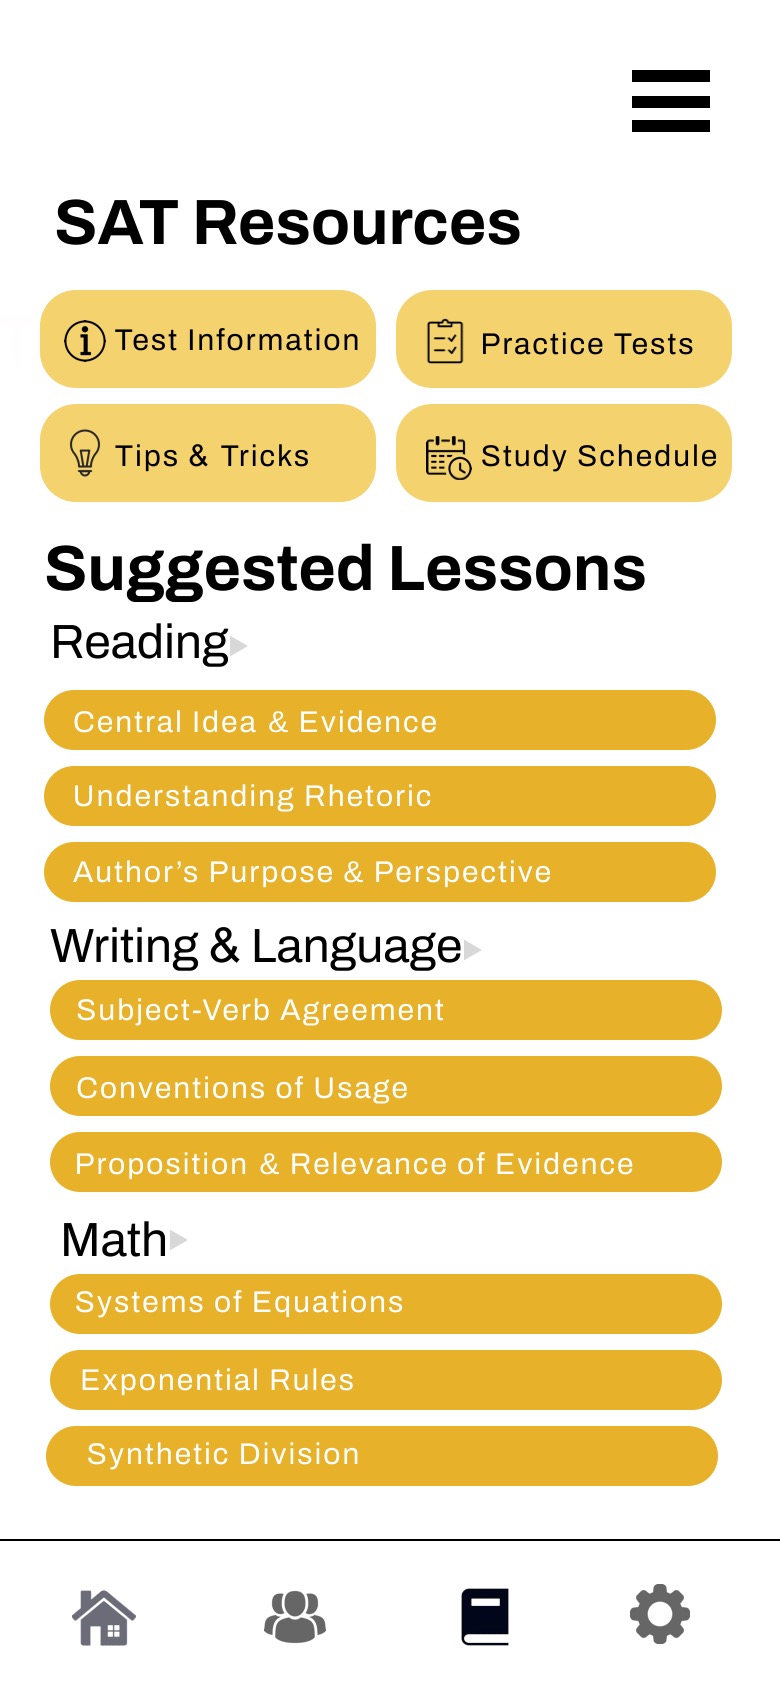 SAT Resources
Test Information
Practice Tests
Tips & Tricks
Study Schedule
Suggested Lessons
Reading
Central Idea & Evidence
Understanding Rhetoric
Author’s Purpose & Perspective
Writing & Language
Subject-Verb Agreement
Conventions of Usage
Proposition & Relevance of Evidence
Math
Systems of Equations
Exponential Rules
Synthetic Division